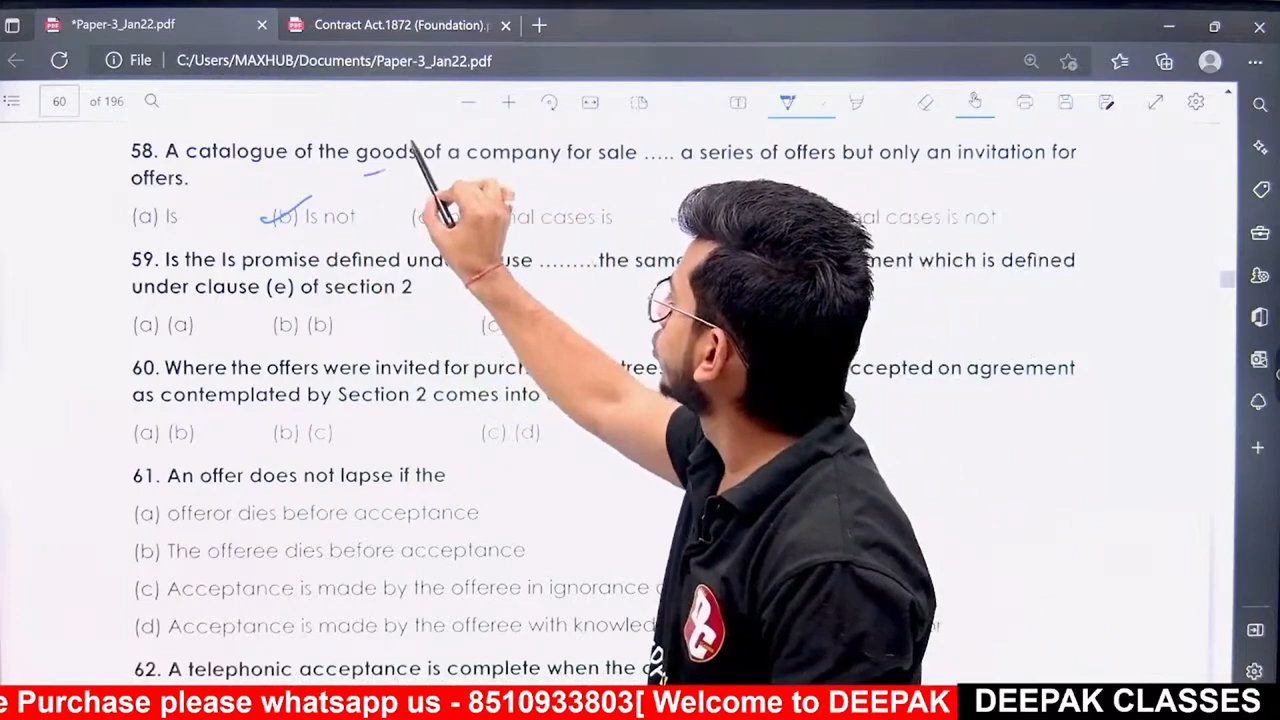 *Paper-3_Jan22.pdf
Contract Act.1872 (Foundation).p
File C:/Users/MAXHUB/Documents/Paper-3_Jan22.pdf
60 of 196
58. A catalogue of the goods of a company for sale ..... a series of offers but only an invitation for
offers.
(a) Is (b) Is not nal cases is nal cases is not
59. Is the Is promise defined under use .........the same ment which is defined
under clause (e) of section 2
(a) (a) (b) (b)
60. Where the offers were invited for purch tree ccepted on agreement
as contemplated by Section 2 comes into
(a) (b) (b) (c) (c) (d)
61. An offer does not lapse if the
(a) offeror dies before acceptance
(b) The offeree dies before acceptance
(c) Acceptance is made by the offeree in ignorance
(d) Acceptance is made by the offeree with knowled
62. A telephonic acceptance is complete when the
DC
e Purchase please whatsapp us - 8510933803[ Welcome to DEEPAK
DEEPAK CLASSES